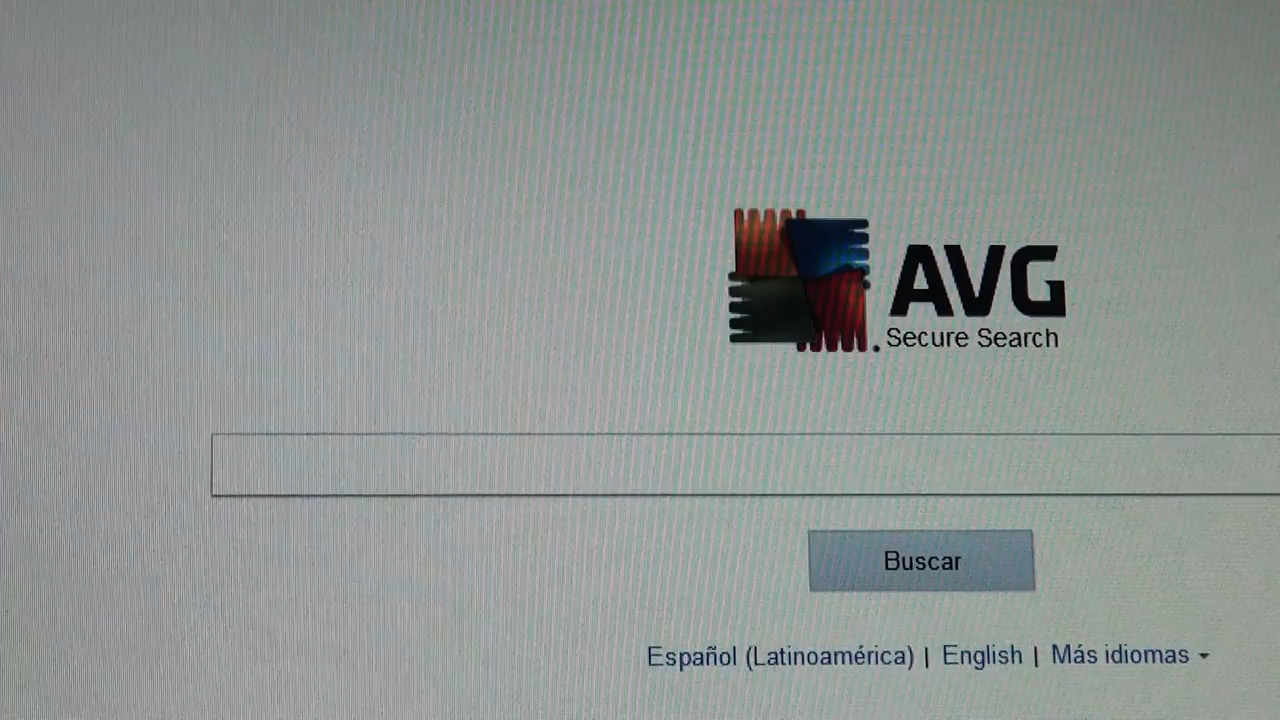 AVG
Secure Search
Buscar
Español (Latinoamérica) | English | Más idiomas